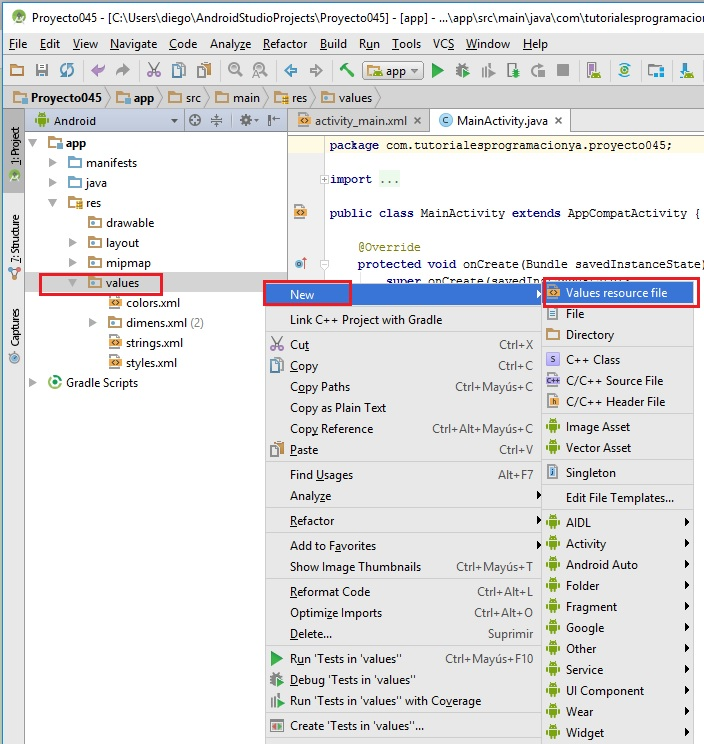 Proyecto045 - [C:\Users\diego\AndroidStudioProjects\Proyecto045] - [app] - ...\app\src\main\java\com\tutorialesprogramacion
File Edit View Navigate Code Analyze Refactor Build Run Tools VCS Window Help
app
Proyecto045 app src main res values
1: Project
7: Structure
Captures
Android
app
manifests
java
res
drawable
layout
mipmap
values
colors.xml
dimens.xml (2)
strings.xml
styles.xml
Gradle Scripts
activity_main.xml MainActivity.java
package com.tutorialesprogramacionya.proyecto045;
import ...
public class MainActivity extends AppCompatActivity {
@Override
protected void onCreate(Bundle savedInstanceState)
New
Link C++ Project with Gradle
Cut Ctrl+X
Copy Ctrl+C
Copy Paths Ctrl+Mayús+C
Copy as Plain Text
Copy Reference Ctrl+Alt+Mayús+C
Paste Ctrl+V
Find Usages Alt+F7
Analyze
Refactor
Add to Favorites
Show Image Thumbnails Ctrl+Mayús+T
Reformat Code Ctrl+Alt+L
Optimize Imports Ctrl+Alt+O
Delete... Suprimir
Run 'Tests in 'values'' Ctrl+Mayús+F10
Debug 'Tests in 'values''
Run 'Tests in 'values'' with Coverage
Create 'Tests in 'values''...
Values resource file
File
Directory
C++ Class
C/C++ Source File
C/C++ Header File
Image Asset
Vector Asset
Singleton
Edit File Templates...
AIDL
Activity
Android Auto
Folder
Fragment
Google
Other
Service
UI Component
Wear
Widget